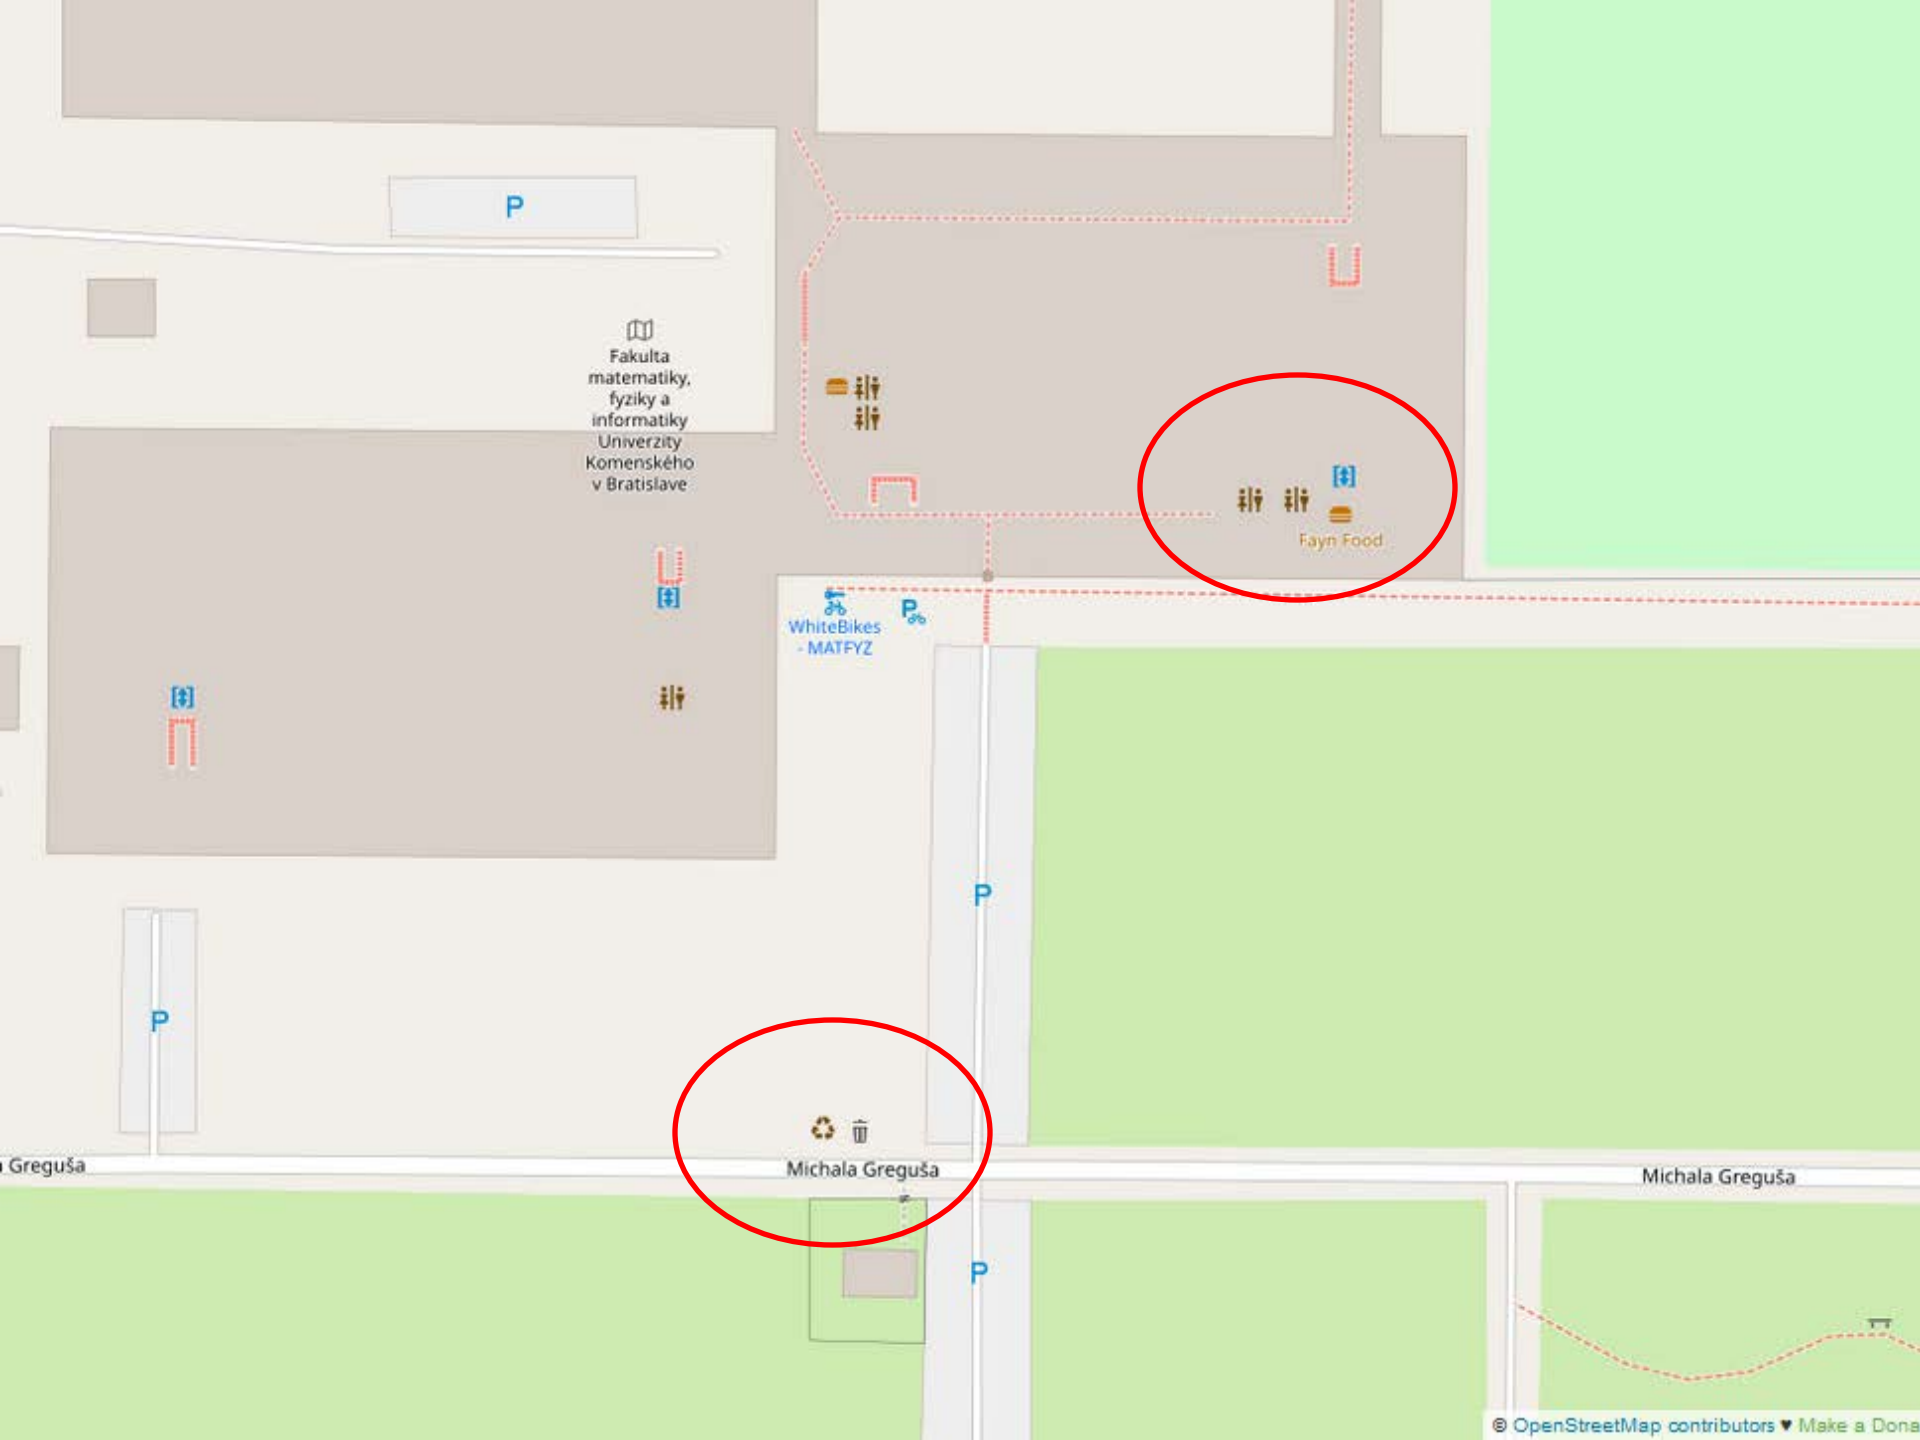 P
Fakulta
matematiky,
fyziky a
informatiky
Univerzity
Komenského
v Bratislave
Fayn Food
P
WhiteBikes
- MATFYZ
P
P
Greguša
Michala Greguša
Michala Greguša
P
© OpenStreetMap contributors ♥ Make a Dona